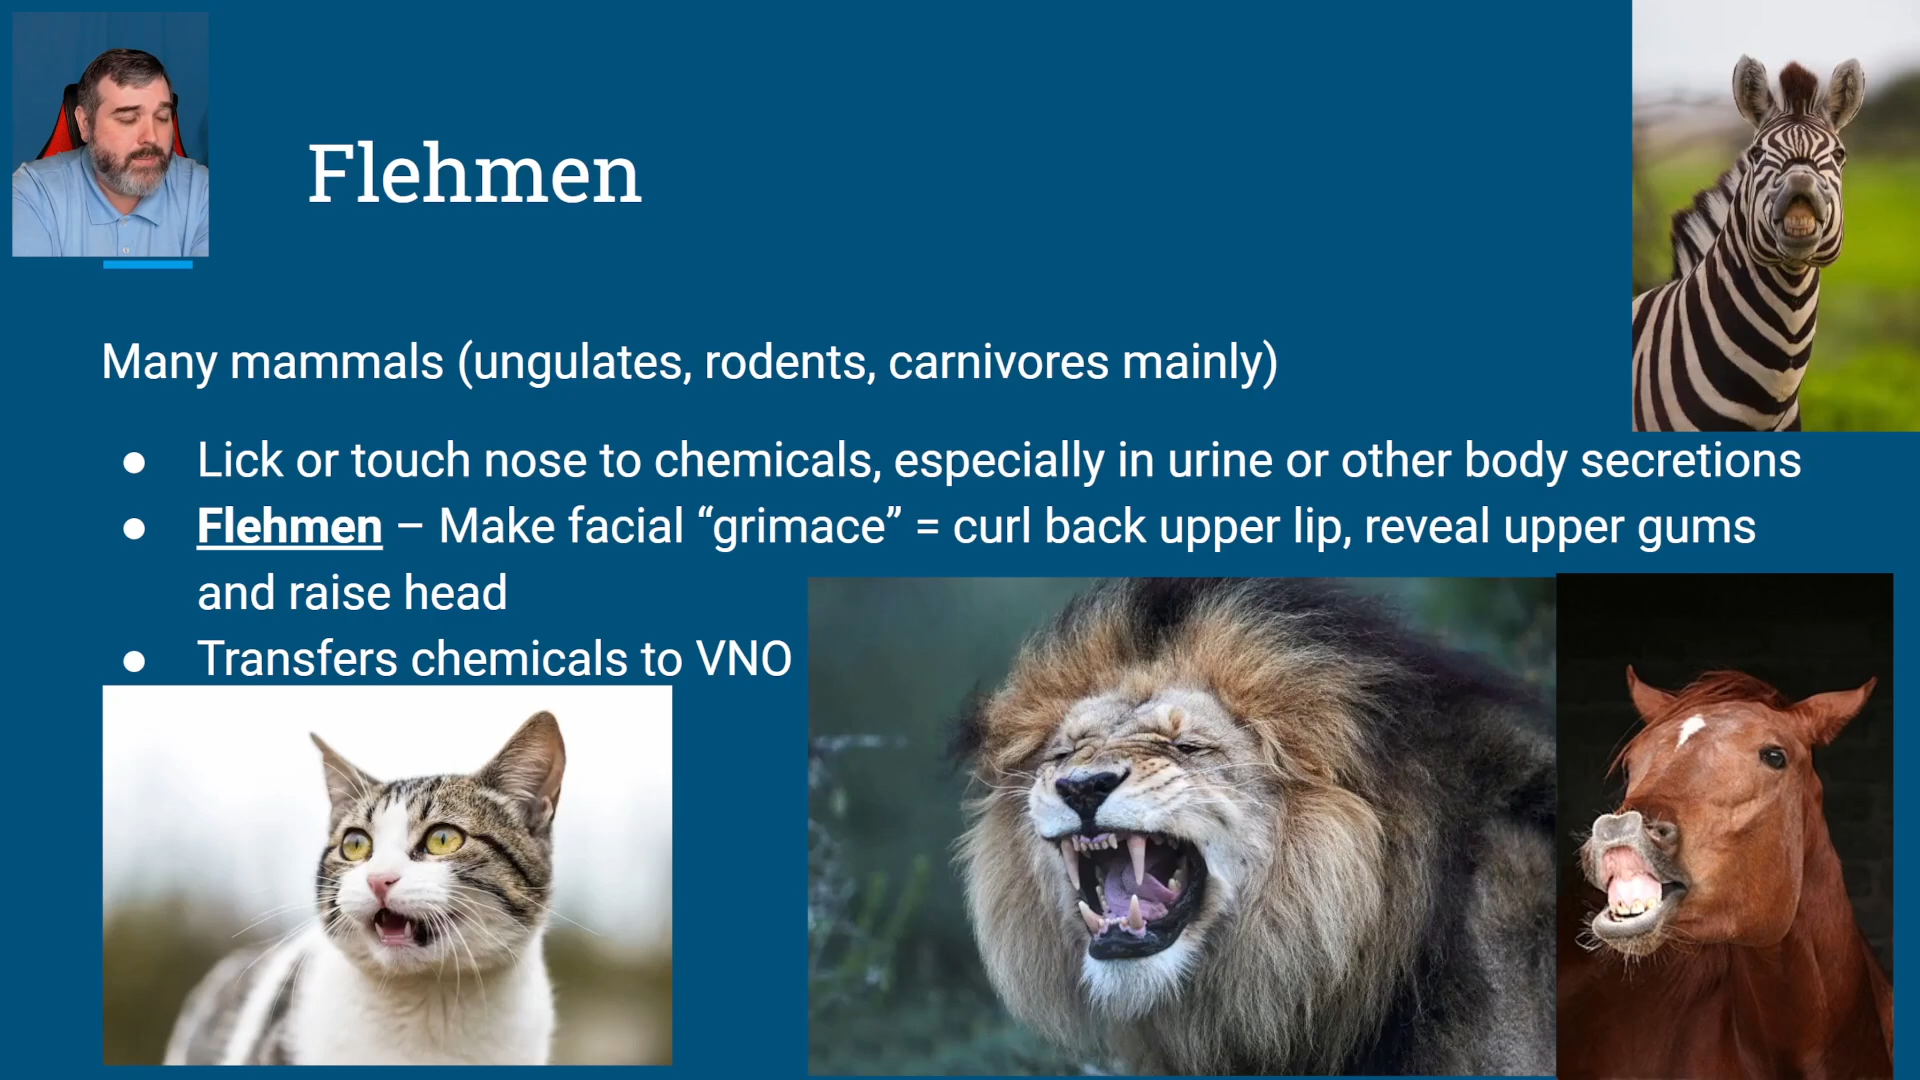 Flehmen
Many mammals (ungulates, rodents, carnivores mainly)
● Lick or touch nose to chemicals, especially in urine or other body secretions
● Flehmen – Make facial “grimace” = curl back upper lip, reveal upper gums
and raise head
● Transfers chemicals to VNO